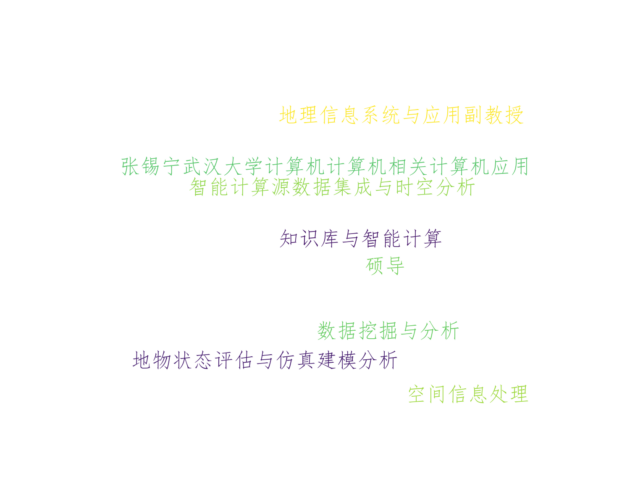 地理信息系统与应用副教授
张锡宁武汉大学计算机计算机相关计算机应用
智能计算源数据集成与时空分析
知识库与智能计算
硕导
数据挖掘与分析
地物状态评估与仿真建模分析
空间信息处理